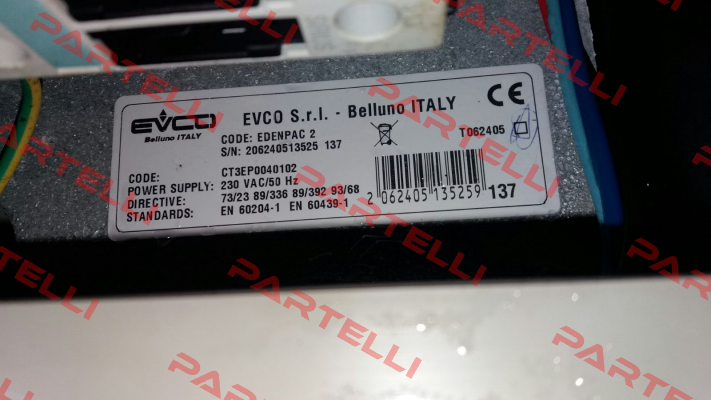 EVCO
Belluno ITALY
EVCO S.r.l. - Belluno ITALY
CODE: EDENPAC 2
S/N: 206240513525 137
T062405
CODE: CT3EP0040102
POWER SUPPLY: 230 VAC/50 Hz
DIRECTIVE: 73/23 89/336 89/392 93/68
STANDARDS: EN 60204-1 EN 60439-1
2 062405 135259 137
CE
PARTELLI
PARTELLI
PARTELLI
PARTELLI
PARTELLI
PARTELLI
PARTELLI
PARTELLI
PARTELLI
PARTELLI